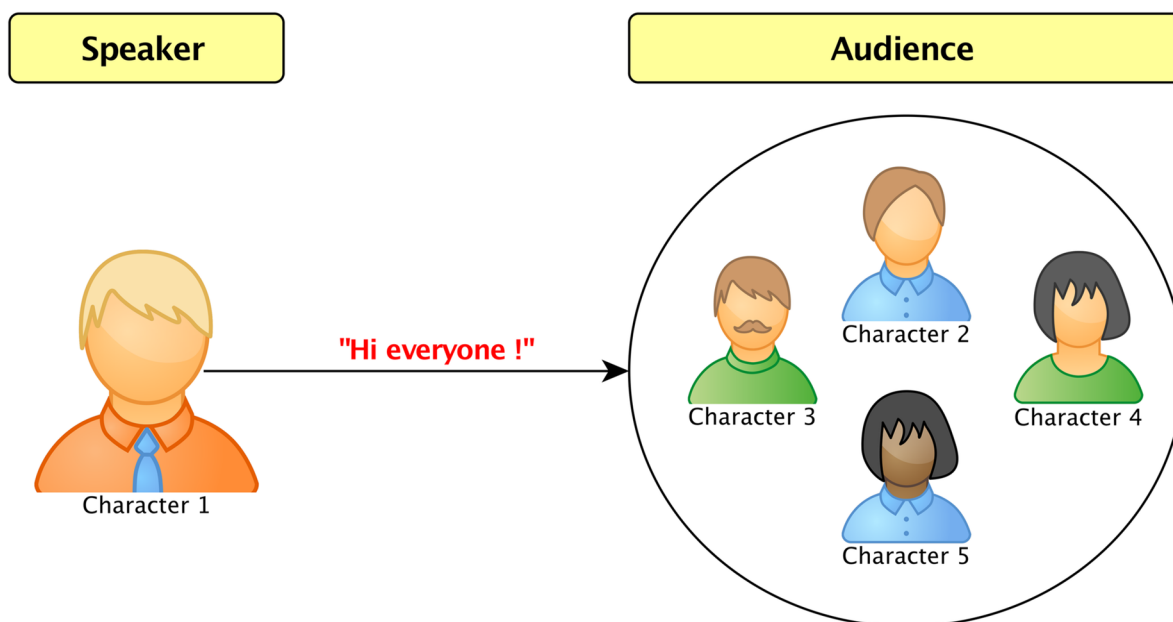 Speaker
Audience
"Hi everyone !"
Character 1
Character 2
Character 3
Character 4
Character 5